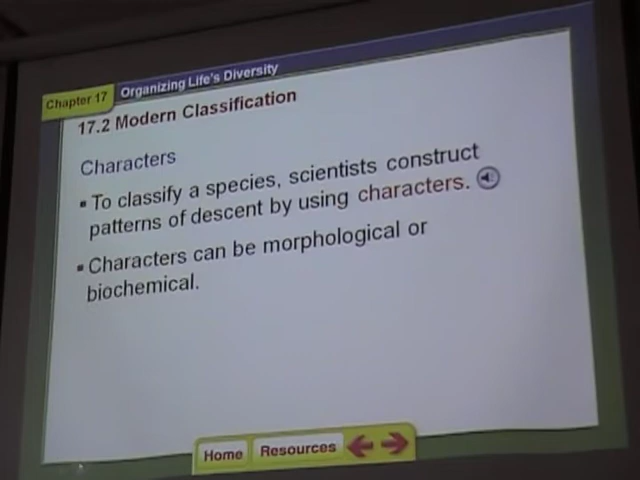 Chapter 17 Organizing Life's Diversity
17.2 Modern Classification
Characters
▪ To classify a species, scientists construct
patterns of descent by using characters.
▪ Characters can be morphological or
biochemical.
Home Resources